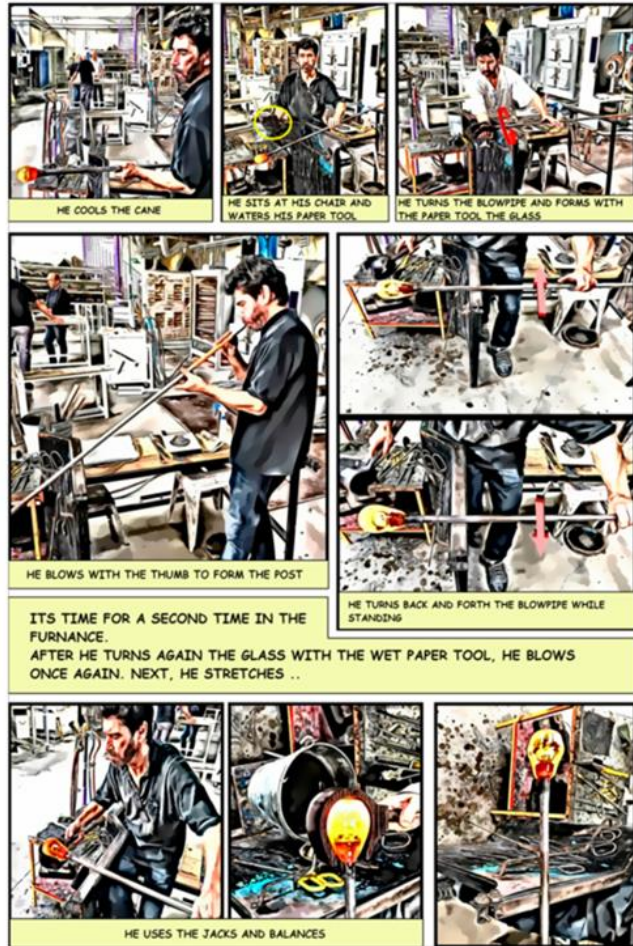 HE COOLS THE CANE
HE SITS AT HIS CHAIR AND
WATERS HIS PAPER TOOL
HE TURNS THE BLOWPIPE AND FORMS WITH
THE PAPER TOOL THE GLASS
HE BLOWS WITH THE THUMB TO FORM THE POST
HE TURNS BACK AND FORTH THE BLOWPIPE WHILE
STANDING
ITS TIME FOR A SECOND TIME IN THE
FURNANCE.
AFTER HE TURNS AGAIN THE GLASS WITH THE WET PAPER TOOL, HE BLOWS
ONCE AGAIN. NEXT, HE STRETCHES ..
HE USES THE JACKS AND BALANCES